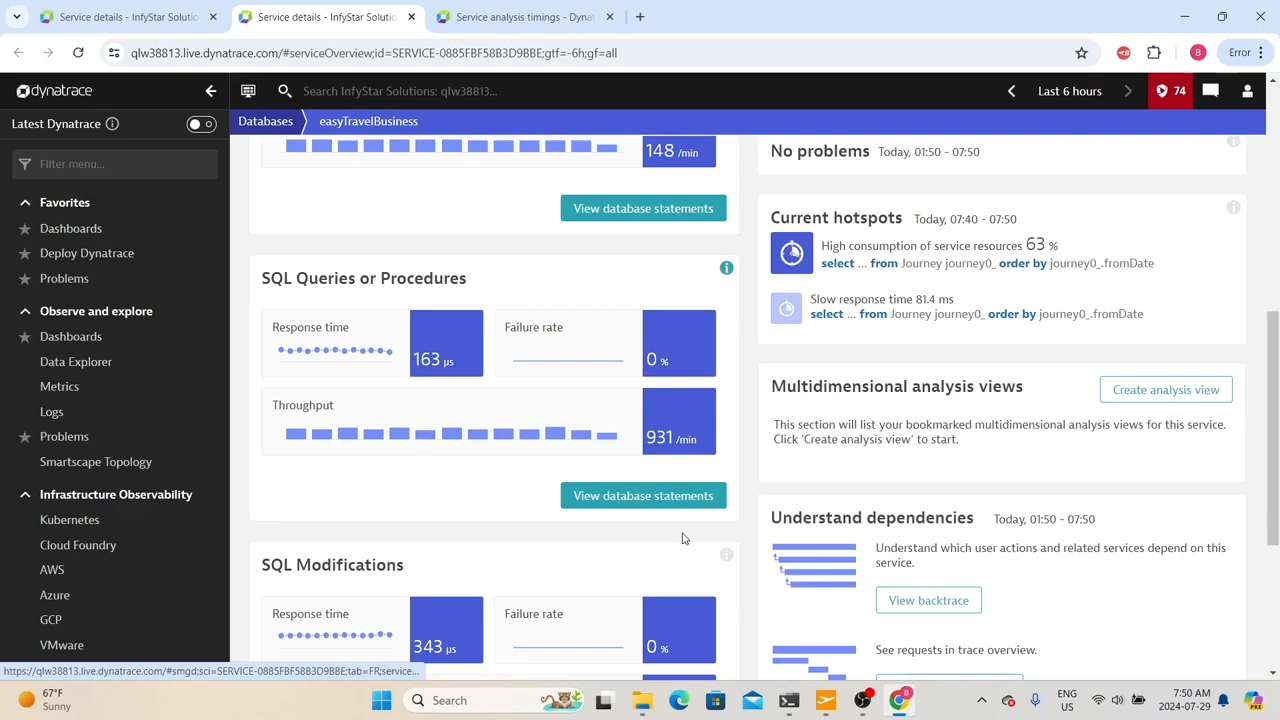 Service details - InfyStar Solution
Service details - InfyStar Solution
Service analysis timings - Dynat
qlw38813.live.dynatrace.com/#serviceOverview;id=SERVICE-0885FBF58B3D9BBE;gtf=-6h;gf=all
B
Error
dynatrace
Search InfyStar Solutions: qlw38813...
Last 6 hours
74
Latest Dynatrace
Databases
easyTravelBusiness
Filter menu...
Favorites
Dashboards
Deploy Dynatrace
Problems
Observe and explore
Dashboards
Data Explorer
Metrics
Logs
Problems
Smartscape Topology
Infrastructure Observability
Kubernetes
Cloud Foundry
AWS
Azure
GCP
VMware
148 /min
View database statements
SQL Queries or Procedures
Response time
163 µs
Failure rate
0 %
Throughput
931 /min
View database statements
SQL Modifications
Response time
343 µs
Failure rate
0 %
No problems Today, 01:50 - 07:50
Current hotspots Today, 07:40 - 07:50
High consumption of service resources 63 %
select ... from Journey journey0_ order by journey0_.fromDate
Slow response time 81.4 ms
select ... from Journey journey0_ order by journey0_.fromDate
Multidimensional analysis views
Create analysis view
This section will list your bookmarked multidimensional analysis views for this service.
Click 'Create analysis view' to start.
Understand dependencies Today, 01:50 - 07:50
Understand which user actions and related services depend on this
service.
View backtrace
See requests in trace overview.
https://qlw38813.live.dynatrace.com/#smgd;sci=SERVICE-0885FBF58B3D9BBE;tab=FR;service...
67°F
Sunny
Search
ENG
US
7:50 AM
2024-07-29